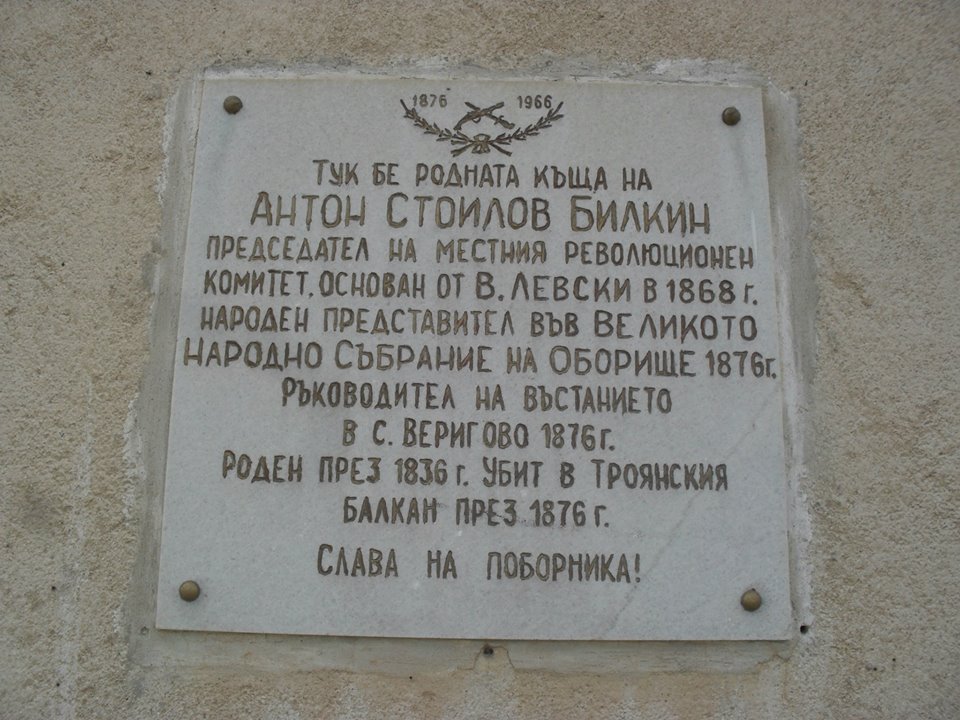 1876 1966
Тук бе родната къща на
Антон Стоилов Билкин
председател на местния революционен
комитет. основан от В. Левски в 1868 г.
народен представител във Великото
народно Събрание на Оборище 1876г.
Ръководител на въстанието
в с. Веригово 1876г.
Роден през 1836 г. Убит в Троянския
балкан през 1876 г.
Слава на поборника!